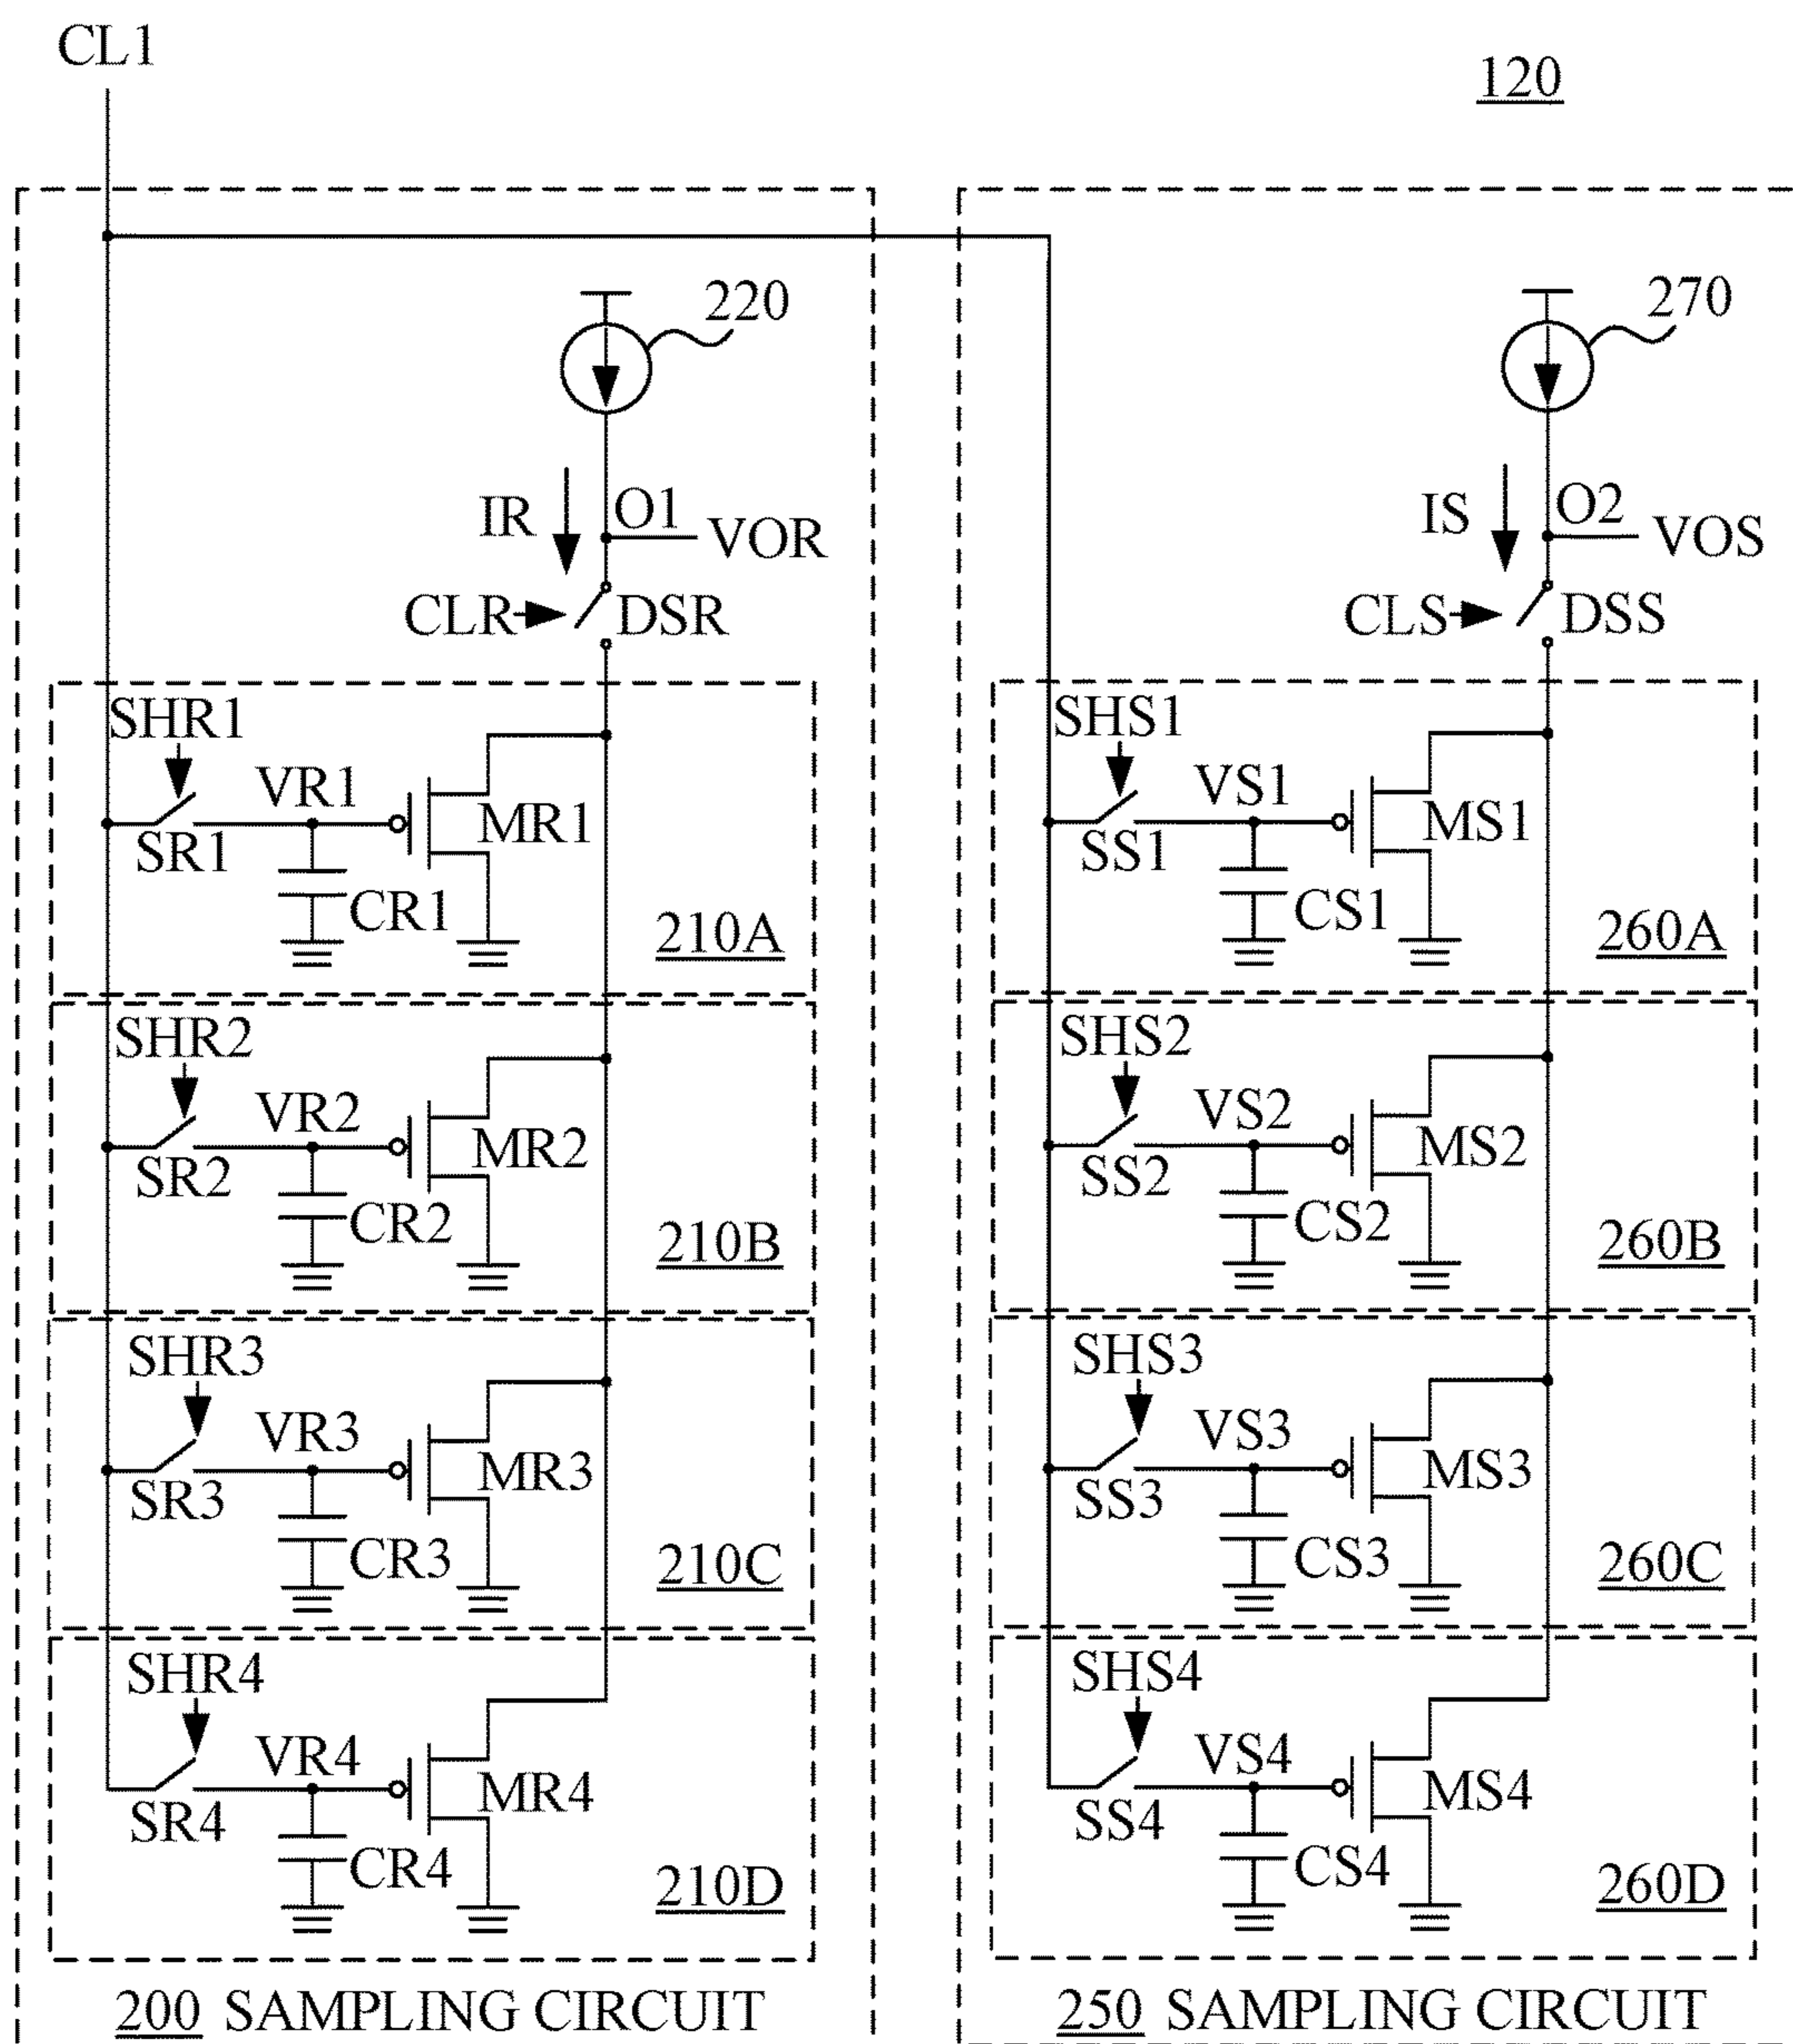 CL1
120
220
IR
O1
VOR
CLR
DSR
SHR1
VR1
SR1
MR1
CR1
210A
SHR2
VR2
SR2
MR2
CR2
210B
SHR3
VR3
SR3
MR3
CR3
210C
SHR4
VR4
SR4
MR4
CR4
210D
200 SAMPLING CIRCUIT
270
IS
O2
VOS
CLS
DSS
SHS1
VS1
SS1
MS1
CS1
260A
SHS2
VS2
SS2
MS2
CS2
260B
SHS3
VS3
SS3
MS3
CS3
260C
SHS4
VS4
SS4
MS4
CS4
260D
250 SAMPLING CIRCUIT